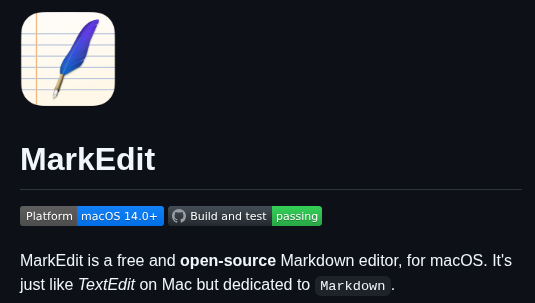 MarkEdit
Platform macOS 14.0+ Build and test passing
MarkEdit is a free and open-source Markdown editor, for macOS. It's
just like TextEdit on Mac but dedicated to Markdown.